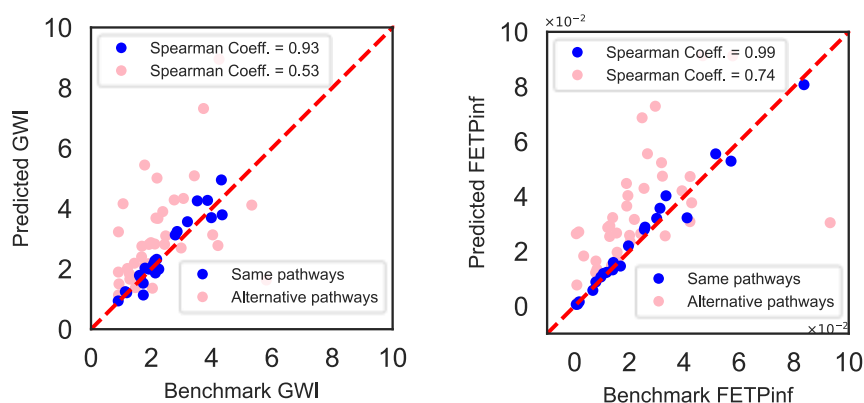 10
8
6
4
2
0
Predicted GWI
Spearman Coeff. = 0.93
Spearman Coeff. = 0.53
Same pathways
Alternative pathways
0 2 4 6 8 10
Benchmark GWI
×10⁻²
10
8
6
4
2
0
Predicted FETPinf
Spearman Coeff. = 0.99
Spearman Coeff. = 0.74
Same pathways
Alternative pathways
×10⁻²
0 2 4 6 8 10
Benchmark FETPinf